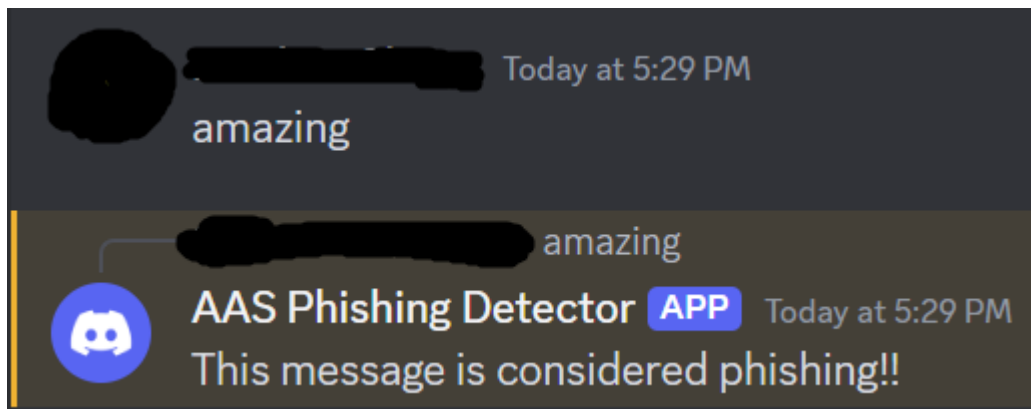 Today at 5:29 PM
amazing
amazing
AAS Phishing Detector APP Today at 5:29 PM
This message is considered phishing!!